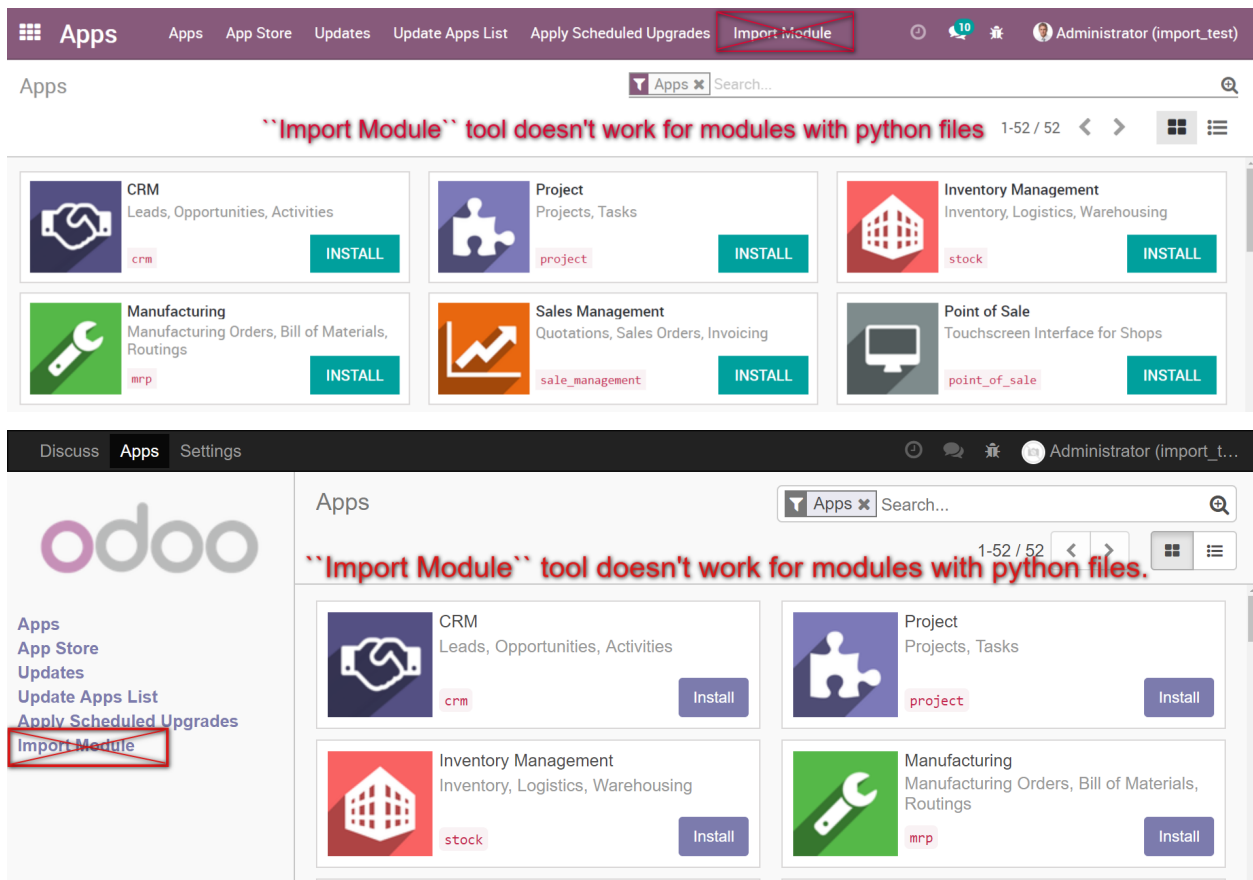 Apps Apps App Store Updates Update Apps List Apply Scheduled Upgrades Import Module 10 Administrator (import_test)
Apps Apps Search...
``Import Module`` tool doesn't work for modules with python files 1-52 / 52
CRM
Leads, Opportunities, Activities
crm INSTALL
Project
Projects, Tasks
project INSTALL
Inventory Management
Inventory, Logistics, Warehousing
stock INSTALL
Manufacturing
Manufacturing Orders, Bill of Materials,
Routings
mrp INSTALL
Sales Management
Quotations, Sales Orders, Invoicing
sale_management INSTALL
Point of Sale
Touchscreen Interface for Shops
point_of_sale INSTALL
Discuss Apps Settings Administrator (import_t...
odoo
Apps
App Store
Updates
Update Apps List
Apply Scheduled Upgrades
Import Module
Apps Apps Search...
1-52 / 52
``Import Module`` tool doesn't work for modules with python files.
CRM
Leads, Opportunities, Activities
crm Install
Project
Projects, Tasks
project Install
Inventory Management
Inventory, Logistics, Warehousing
stock Install
Manufacturing
Manufacturing Orders, Bill of Materials,
Routings
mrp Install